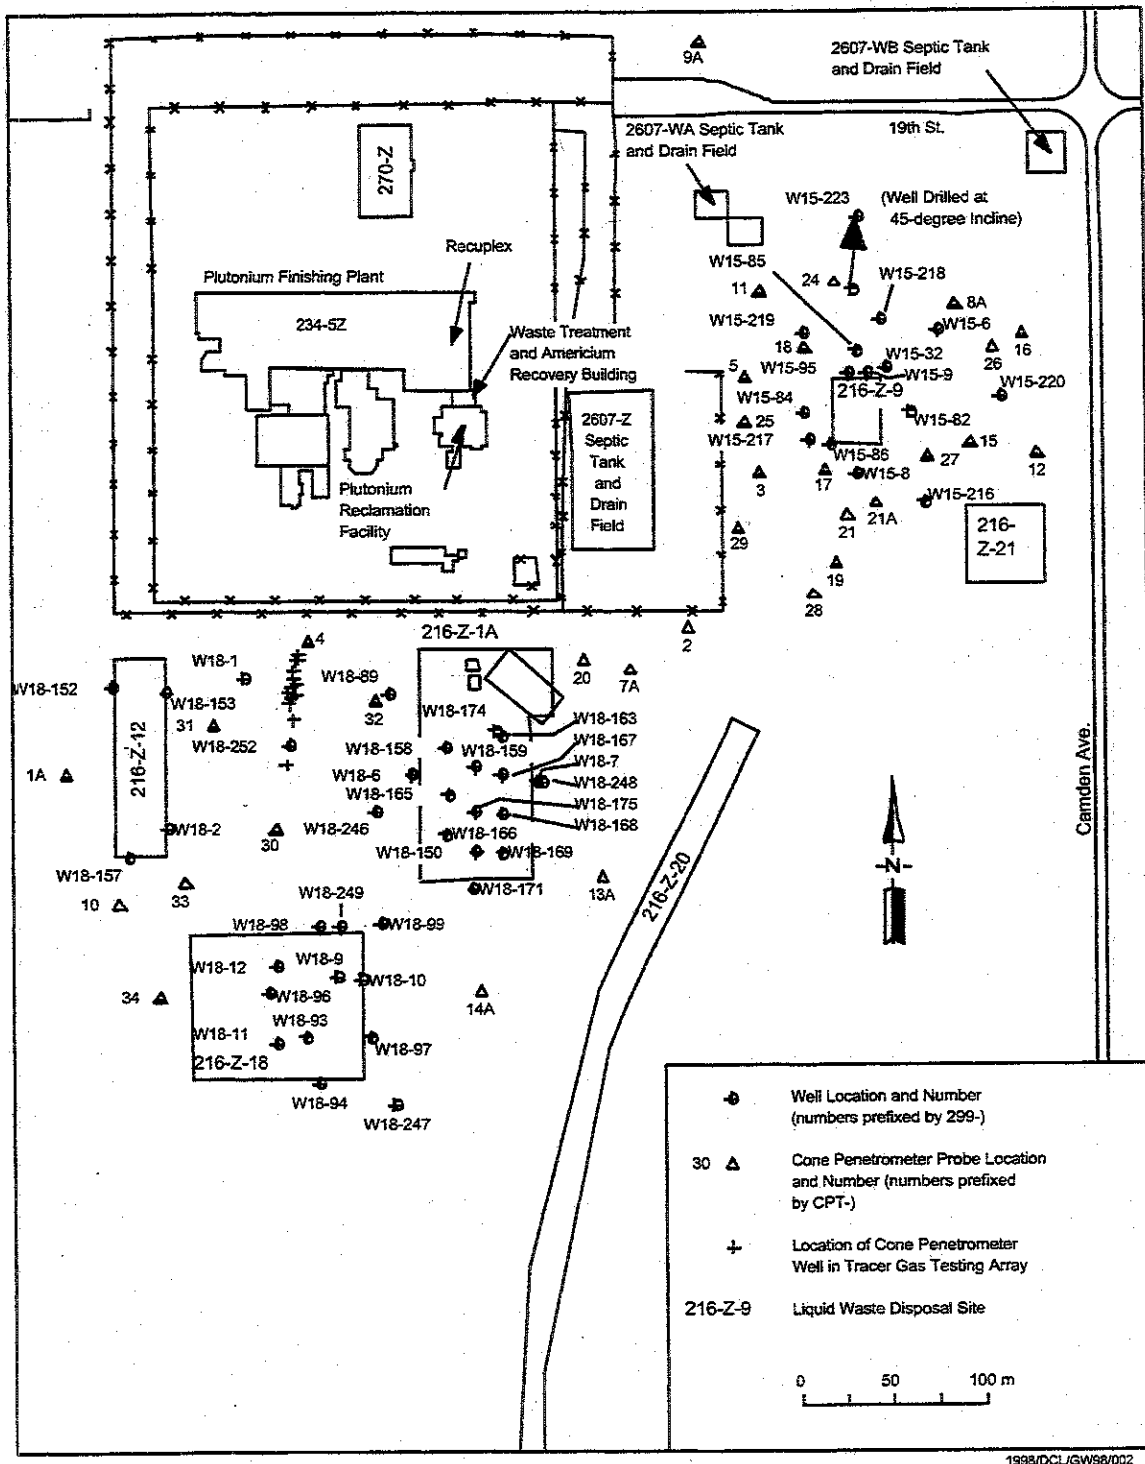 9A
2607-WB Septic Tank
and Drain Field
2607-WA Septic Tank
and Drain Field
19th St.
270-Z
W15-223
(Well Drilled at
45-degree Incline)
Recuplex
Plutonium Finishing Plant
234-5Z
Waste Treatment
and Americium
Recovery Building
Plutonium
Reclamation
Facility
2607-Z
Septic
Tank
and
Drain
Field
W15-85
24
11
W15-218
8A
W15-219
W15-6
18
16
W15-32
26
5
W15-95
W15-9
W15-220
216-Z-9
W15-84
W15-82
25
W15-217
15
W15-86
27
12
3
17
W15-8
W15-216
21
21A
216-
Z-21
29
19
28
216-Z-1A
2
4
W18-1
20
7A
W18-152
W18-89
W18-153
31
32
W18-174
W18-163
216-Z-12
W18-252
W18-158
W18-159
W18-167
1A
W18-6
W18-7
W18-248
W18-165
W18-175
W18-2
30
W18-246
W18-166
W18-168
W18-150
W18-169
W18-157
33
W18-171
13A
10
216-Z-20
Camden Ave.
N
W18-249
W18-98
W18-99
W18-12
W18-9
W18-10
34
W18-96
14A
W18-93
W18-11
W18-97
216-Z-18
W18-94
W18-247
Well Location and Number
(numbers prefixed by 299-)
30
Cone Penetrometer Probe Location
and Number (numbers prefixed
by CPT-)
Location of Cone Penetrometer
Well in Tracer Gas Testing Array
216-Z-9
Liquid Waste Disposal Site
0 50 100 m
1998/DCL/GW98/002